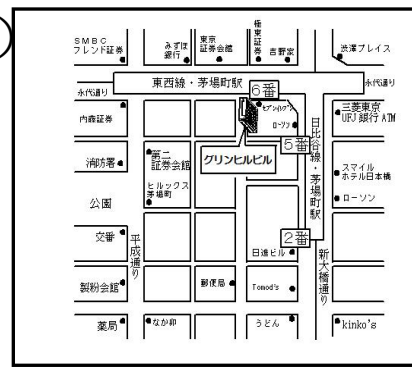 SMBC
フレンド証券
みずほ
銀行
東京
証券会館
極東証券
吉野家
渋澤プレイス
東西線・茅場町駅
永代通り
永代通り
6番
内藤証券
セブンイレブン
ローソン
5番
三菱東京
UFJ銀行ATM
日比谷線・茅場町駅
消防署
第二
証券会館
グリンヒルビル
スマイル
ホテル日本橋
ヒルックス
茅場町
ローソン
公園
交番
平成通り
2番
日進ビル
新大橋通り
製粉会館
郵便局
Tomod's
薬局
なか卯
うどん
kinko's